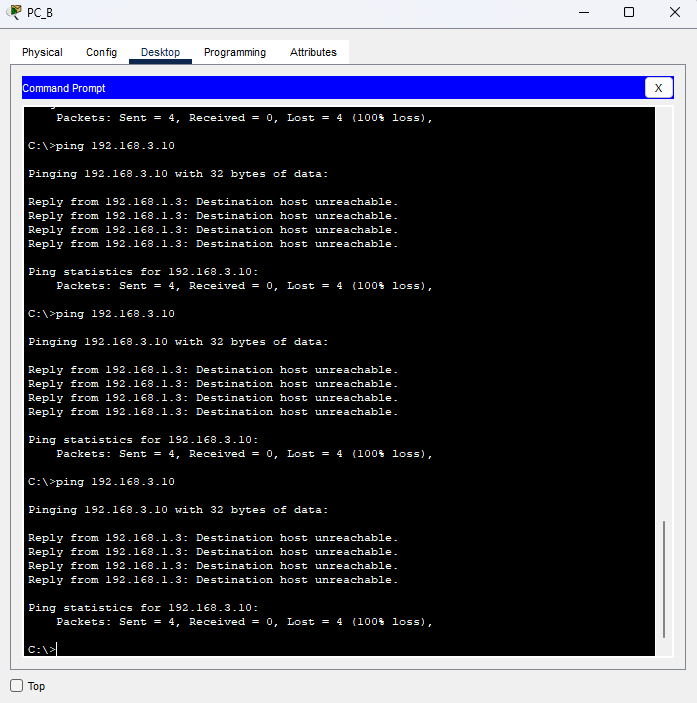 PC_B
Physical Config Desktop Programming Attributes
Command Prompt X
Packets: Sent = 4, Received = 0, Lost = 4 (100% loss),
C:\>ping 192.168.3.10
Pinging 192.168.3.10 with 32 bytes of data:
Reply from 192.168.1.3: Destination host unreachable.
Reply from 192.168.1.3: Destination host unreachable.
Reply from 192.168.1.3: Destination host unreachable.
Reply from 192.168.1.3: Destination host unreachable.
Ping statistics for 192.168.3.10:
Packets: Sent = 4, Received = 0, Lost = 4 (100% loss),
C:\>ping 192.168.3.10
Pinging 192.168.3.10 with 32 bytes of data:
Reply from 192.168.1.3: Destination host unreachable.
Reply from 192.168.1.3: Destination host unreachable.
Reply from 192.168.1.3: Destination host unreachable.
Reply from 192.168.1.3: Destination host unreachable.
Ping statistics for 192.168.3.10:
Packets: Sent = 4, Received = 0, Lost = 4 (100% loss),
C:\>ping 192.168.3.10
Pinging 192.168.3.10 with 32 bytes of data:
Reply from 192.168.1.3: Destination host unreachable.
Reply from 192.168.1.3: Destination host unreachable.
Reply from 192.168.1.3: Destination host unreachable.
Reply from 192.168.1.3: Destination host unreachable.
Ping statistics for 192.168.3.10:
Packets: Sent = 4, Received = 0, Lost = 4 (100% loss),
C:\>
Top